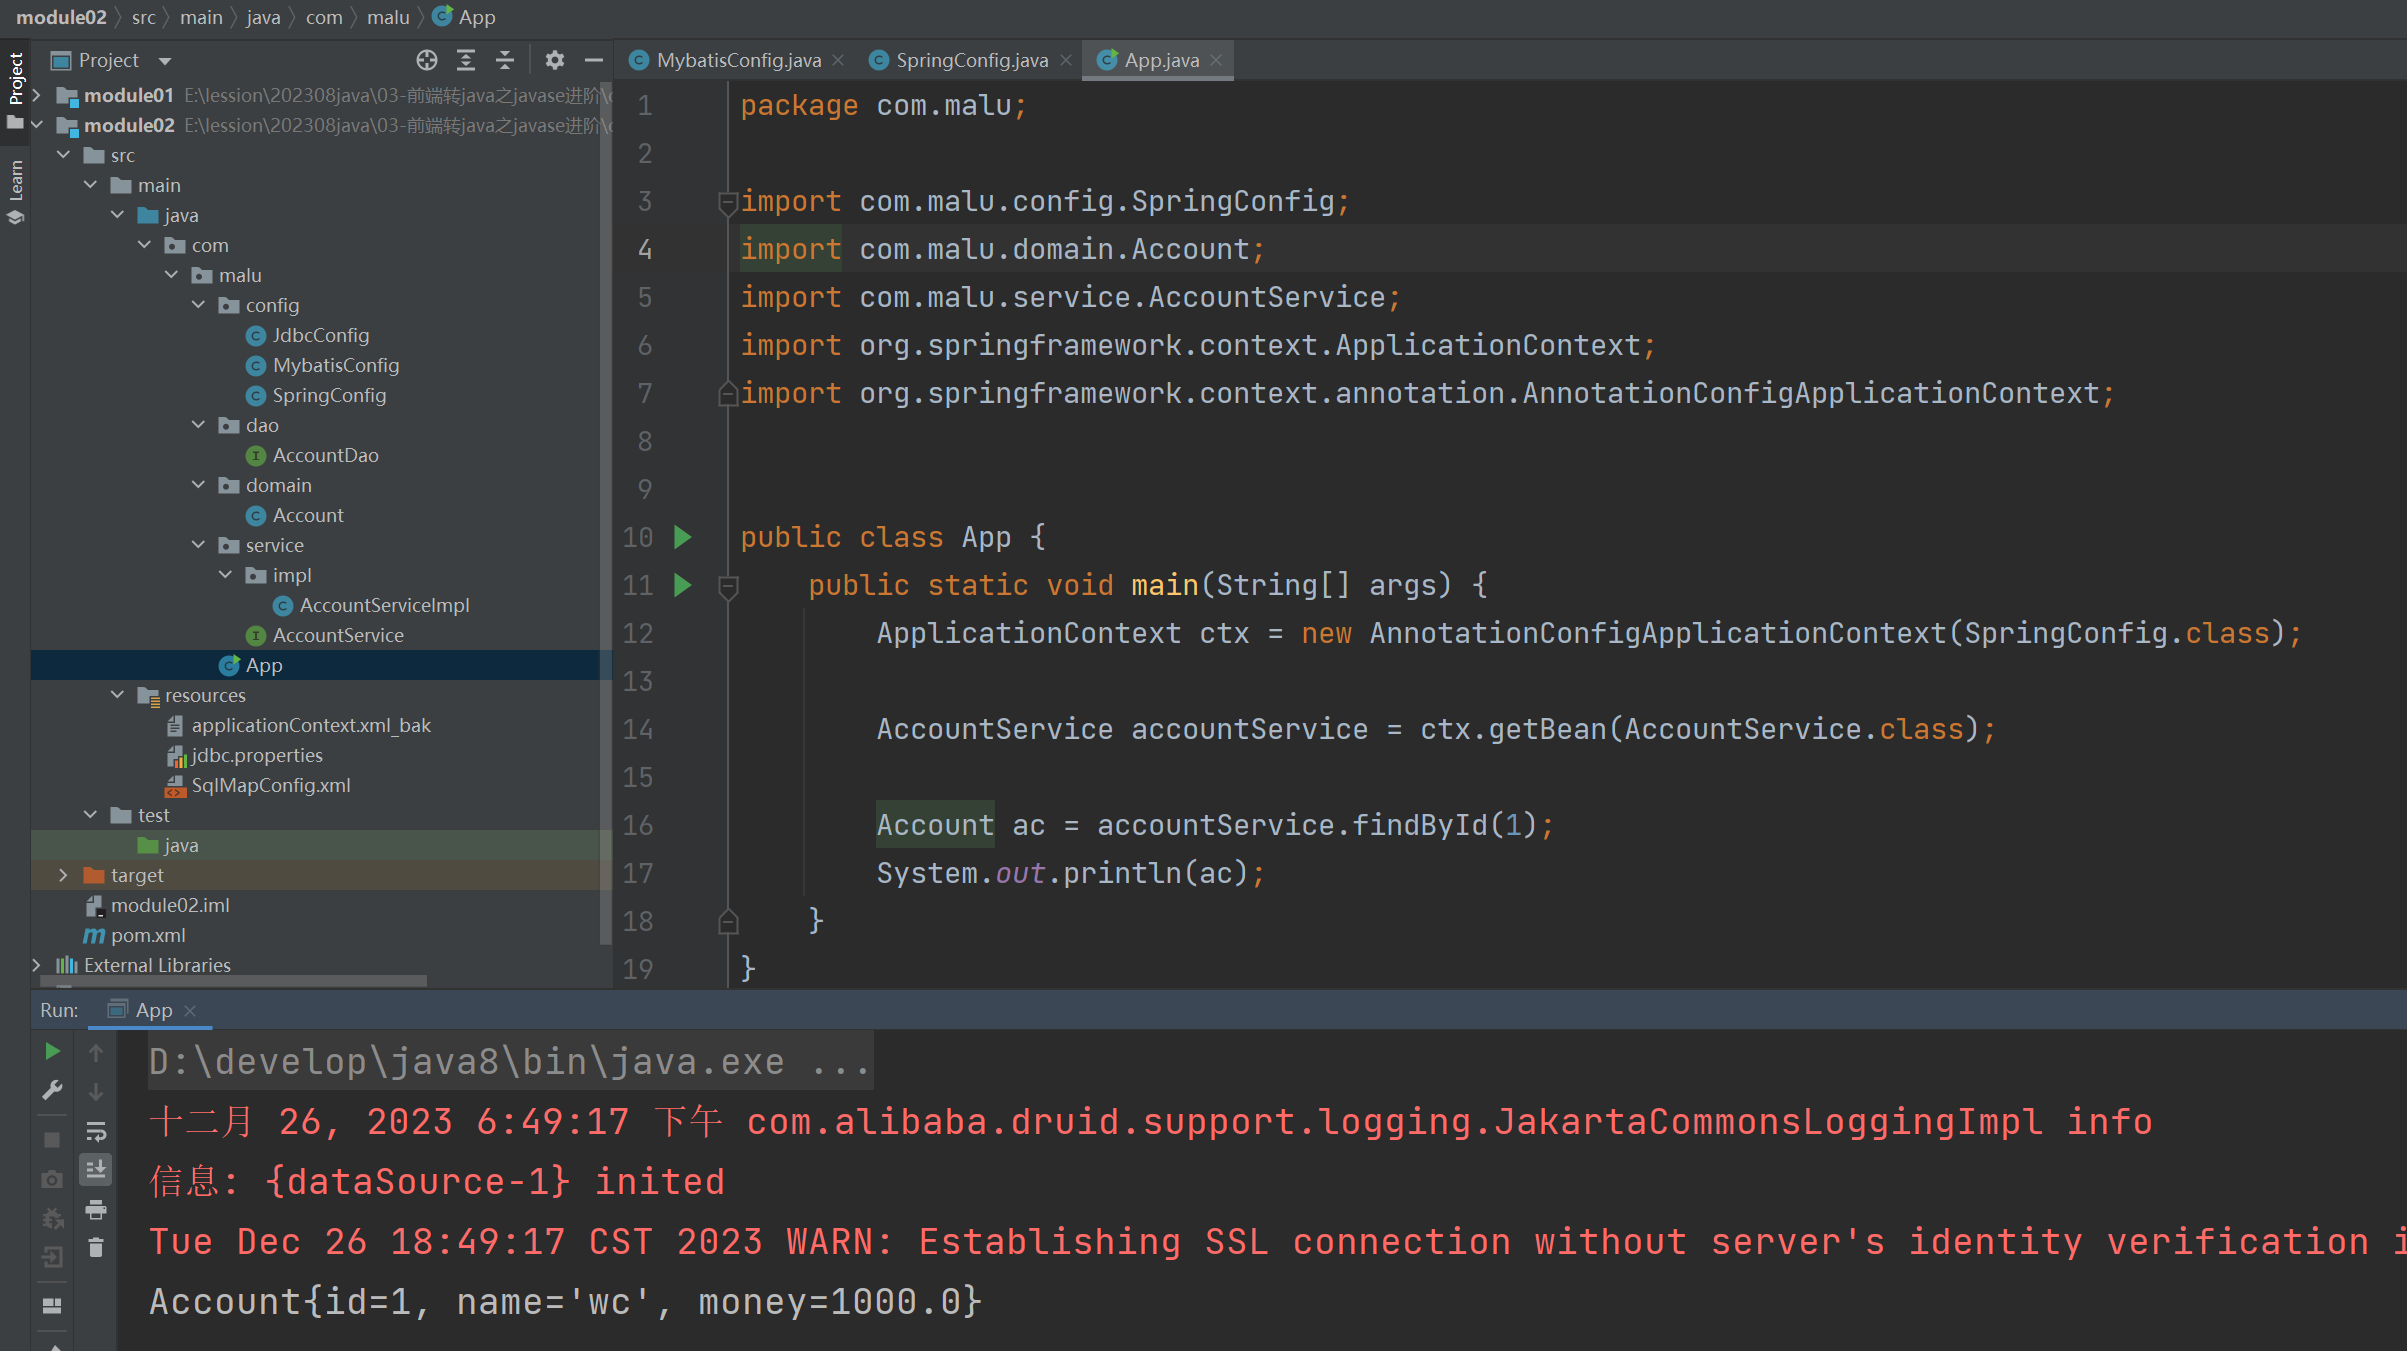 module02 src main java com malu App
Project
Learn
Project
module01 E:\lession\202308java\03-前端转java之javase进阶\
module02 E:\lession\202308java\03-前端转java之javase进阶\
src
main
java
com
malu
config
JdbcConfig
MybatisConfig
SpringConfig
dao
AccountDao
domain
Account
service
impl
AccountServiceImpl
AccountService
App
resources
applicationContext.xml_bak
jdbc.properties
SqlMapConfig.xml
test
java
target
module02.iml
pom.xml
External Libraries
MybatisConfig.java SpringConfig.java App.java
1 package com.malu;
2
3 import com.malu.config.SpringConfig;
4 import com.malu.domain.Account;
5 import com.malu.service.AccountService;
6 import org.springframework.context.ApplicationContext;
7 import org.springframework.context.annotation.AnnotationConfigApplicationContext;
8
9
10 public class App {
11 public static void main(String[] args) {
12 ApplicationContext ctx = new AnnotationConfigApplicationContext(SpringConfig.class);
13
14 AccountService accountService = ctx.getBean(AccountService.class);
15
16 Account ac = accountService.findById(1);
17 System.out.println(ac);
18 }
19 }
Run: App
D:\develop\java8\bin\java.exe ...
十二月 26, 2023 6:49:17 下午 com.alibaba.druid.support.logging.JakartaCommonsLoggingImpl info
信息: {dataSource-1} inited
Tue Dec 26 18:49:17 CST 2023 WARN: Establishing SSL connection without server's identity verification i
Account{id=1, name='wc', money=1000.0}